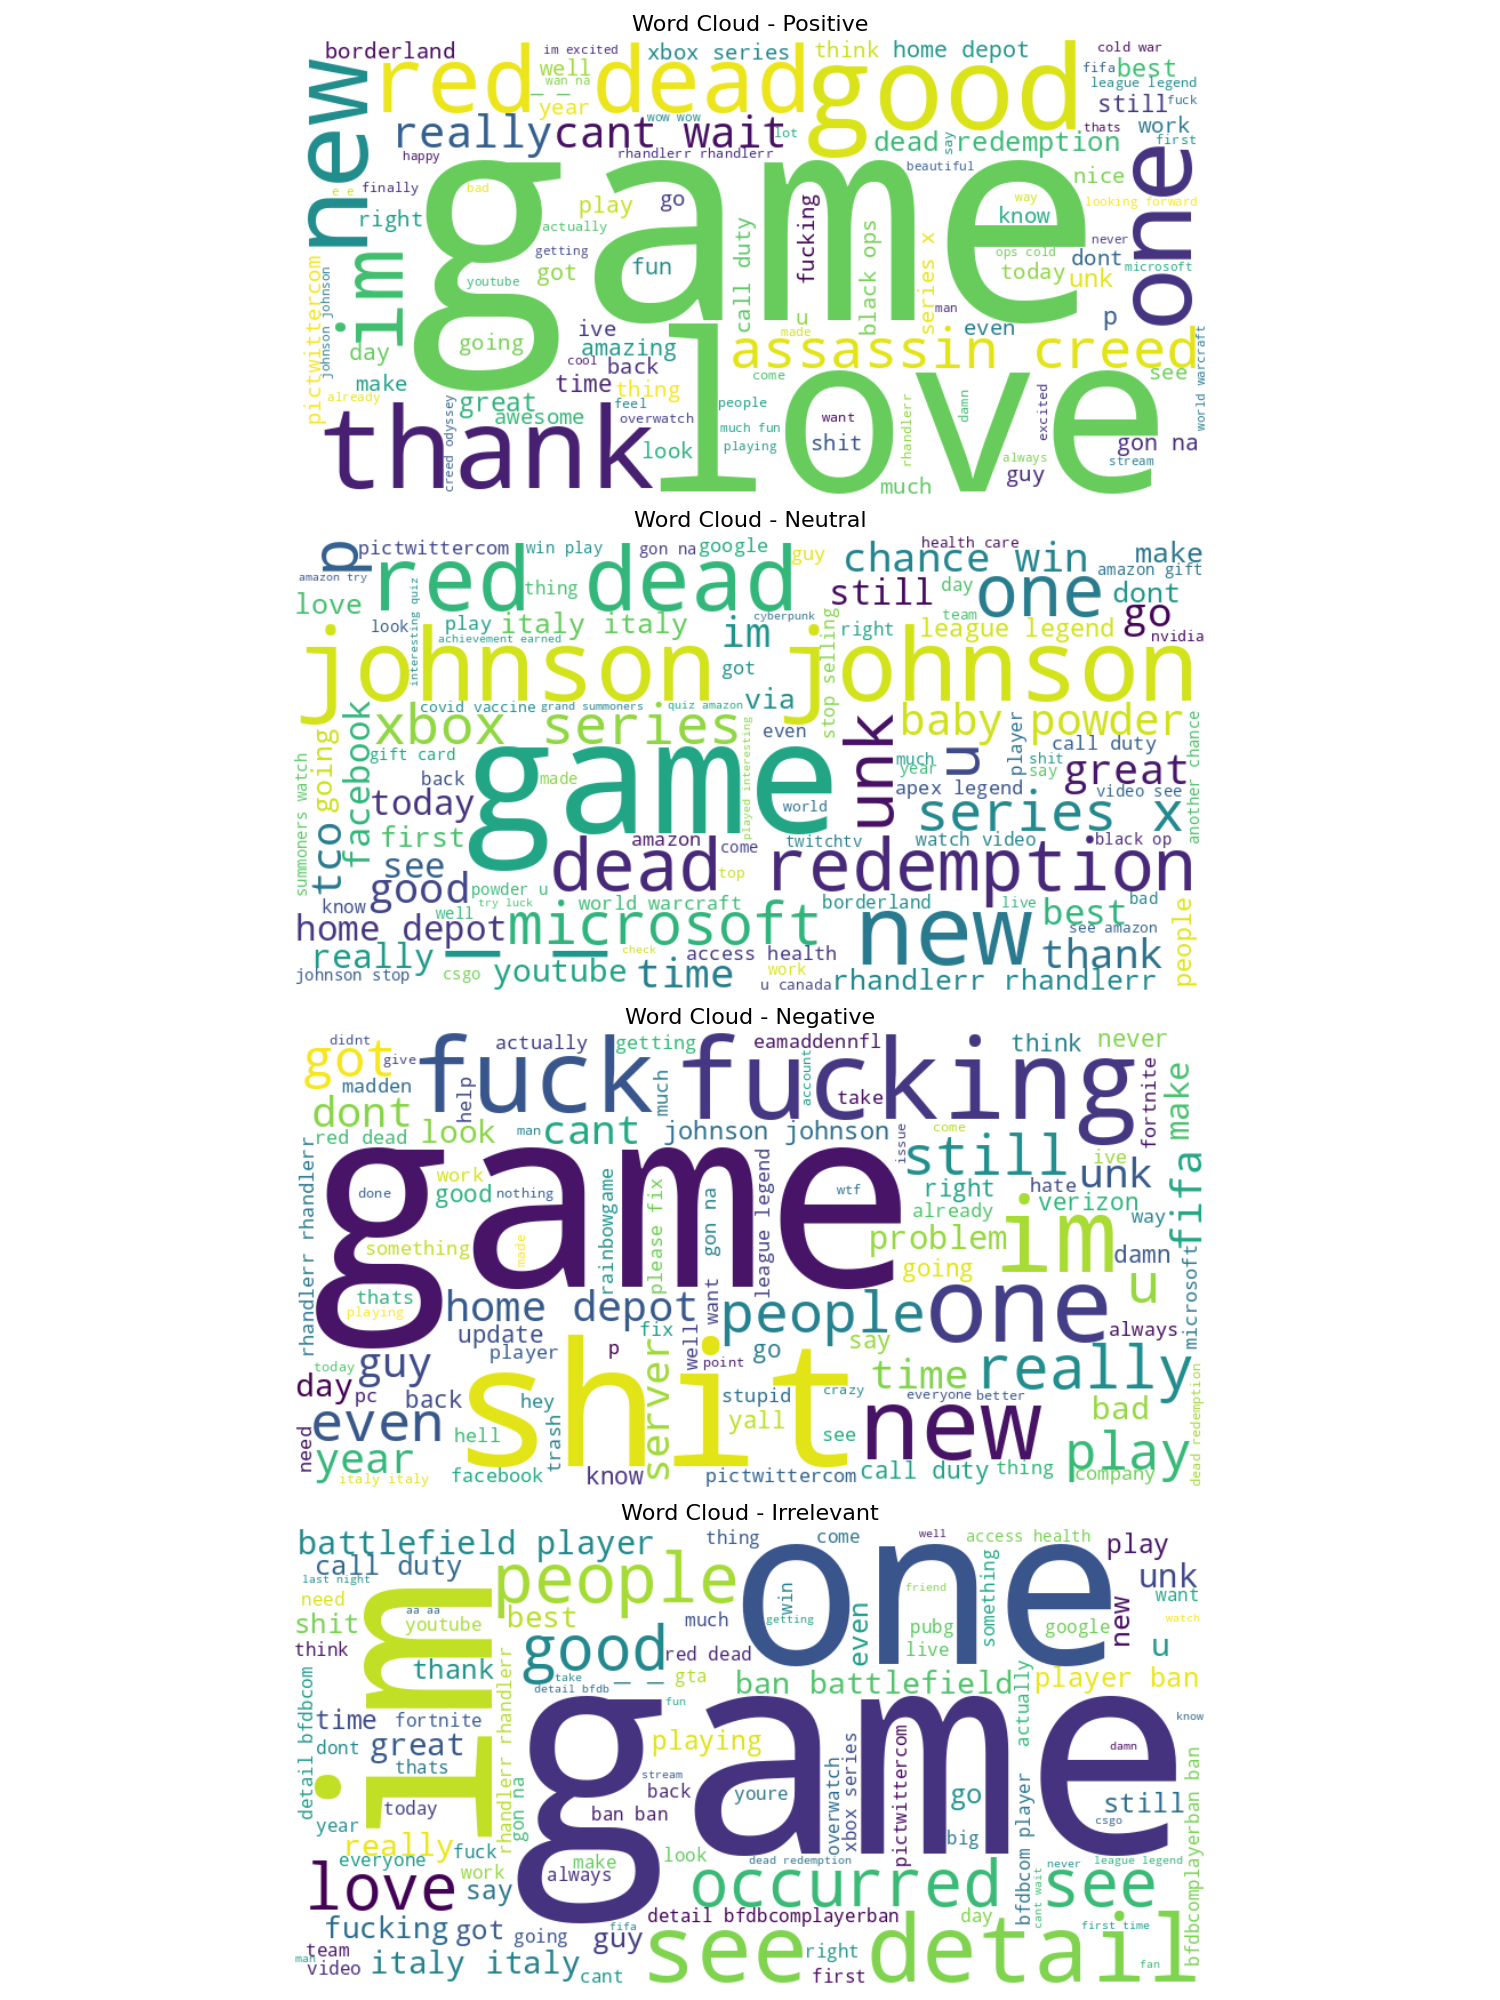 Word Cloud - Positive
borderland
im excited
xbox series
think
home depot
cold war
new
red dead
good
well
wan na
_ _
year
fifa
best
league legend
still
fuck
really
cant wait
wow wow
lot
dead redemption
say
thats
work
first
happy
rhandlerr rhandlerr
beautiful
one
nice
e e
finally
bad
play
go
game
way
know
looking forward
right
actually
fucking
call duty
black ops
series x
never
getting
ops cold
dont
microsoft
im
youtube
got
fun
today
unk
pictwittercom
johnson johnson
man
u
p
made
even
day
going
ive
amazing
assassin creed
world warcraft
cool
back
love
come
see
make
time
thing
already
great
awesome
feel
overwatch
people
want
damn
excited
thank
creed odyssey
much fun
playing
shit
rhandlerr
gon na
look
always
stream
guy
much
Word Cloud - Neutral
p
pictwittercom
win play
gon na
google
guy
health care
chance win
make
amazon try
red dead
interesting quiz
thing
still
day
one
amazon gift
dont
love
look
play
italy italy
im
cyberpunk
stop selling
team
go
achievement earned
right
league legend
nvidia
johnson johnson
got
covid vaccine
grand summoners
quiz amazon
via
facebook
xbox series
played interesting
even
unk
baby powder
another chance
going
summoners watch
gift card
game
much
year
u
player
call duty
shit
say
great
back
made
apex legend
video see
today
world
series x
tco
first
amazon
come
twitchtv
watch video
black op
see
dead redemption
top
good
powder u
know
well
try luck
world warcraft
borderland
live
best
bad
home depot
microsoft
new
see amazon
people
really
_ _
check
access health
thank
johnson stop
csgo
youtube
time
work
u canada
rhandlerr rhandlerr
Word Cloud - Negative
didnt
actually
getting
eamaddennfl
think
never
got
give
fuck
fucking
madden
help
much
account
take
fortnite
make
dont
red dead
look
man
cant
johnson johnson
issue
come
still
rhandlerr rhandlerr
game
work
good
nothing
done
wtf
right
hate
ive
unk
fifa
rainbowgame
please fix
gon na
league legend
already
verizon
way
something
made
problem
im
damn
going
microsoft
thats
playing
home depot
want
people
one
u
update
fix
always
player
p
server
well
point
go
say
today
guy
shit
time
really
day
pc
back
hey
stupid
crazy
everyone
better
new
bad
dead redemption
even
need
hell
trash
yall
see
play
year
italy italy
facebook
know
pictwittercom
call duty
thing
company
Word Cloud - Irrelevant
battlefield player
thing
come
well
access health
play
call duty
people
one
last night
im
need
aa aa
win
friend
something
unk
want
shit
youtube
best
much
getting
even
pubg
google
new
watch
think
good
red dead
live
u
thank
_ _
take
gta
detail bfdb
ban battlefield
player ban
detail bfdbcom
rhandlerr rhandlerr
fun
actually
time
fortnite
game
know
dont
great
playing
thats
stream
overwatch
xbox series
pictwittercom
damn
bfdbcomplayerban ban
today
back
youre
go
bfdbcom player
still
year
gon na
ban ban
csgo
really
fuck
big
everyone
work
make
look
dead redemption
never
league legend
love
say
always
occurred see
cant wait
fucking
got
going
fifa
guy
detail bfdbcomplayerban
day
first time
team
man
video
italy italy
cant
see detail
right
first
fan